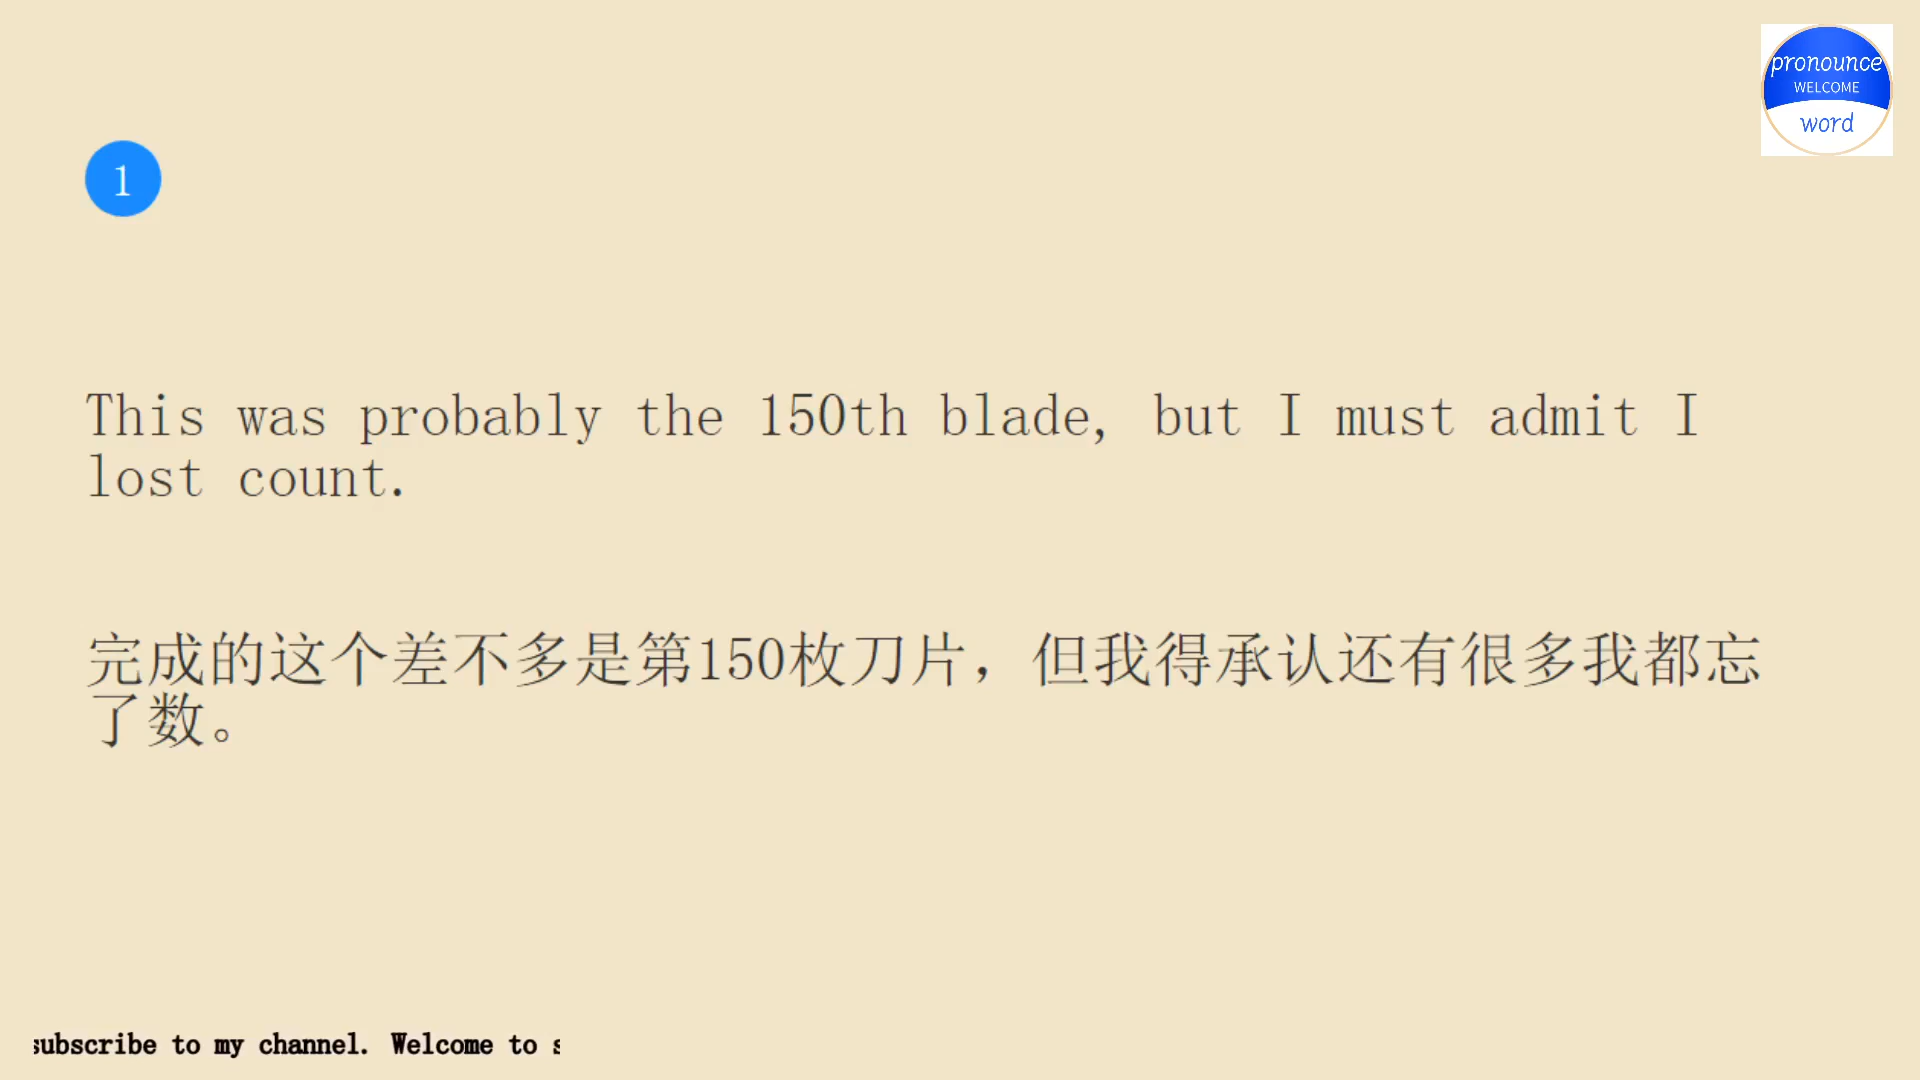 pronounce
WELCOME
word
1
This was probably the 150th blade, but I must admit I
lost count.
完成的这个差不多是第150枚刀片，但我得承认还有很多我都忘
了数。
subscribe to my channel. Welcome to s